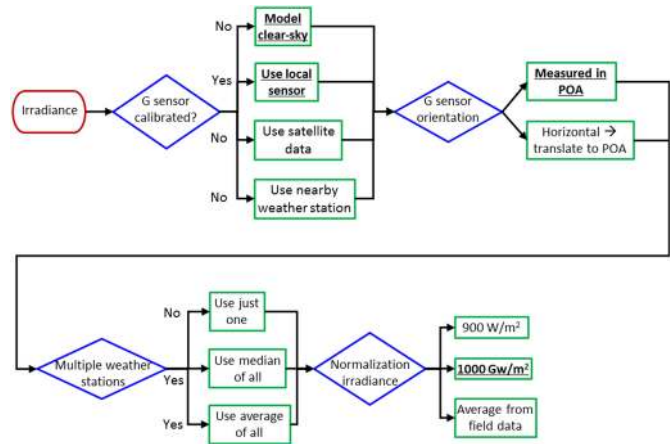 No
Model
clear-sky
Yes
Use local
sensor
Irradiance
G sensor
calibrated?
No
Use satellite
data
No
Use nearby
weather station
G sensor
orientation
Measured in
POA
Horizontal →
translate to POA
Multiple weather
stations
No
Use just
one
Yes
Use median
of all
Yes
Use average
of all
Normalization
irradiance
900 W/m²
1000 Gw/m²
Average from
field data